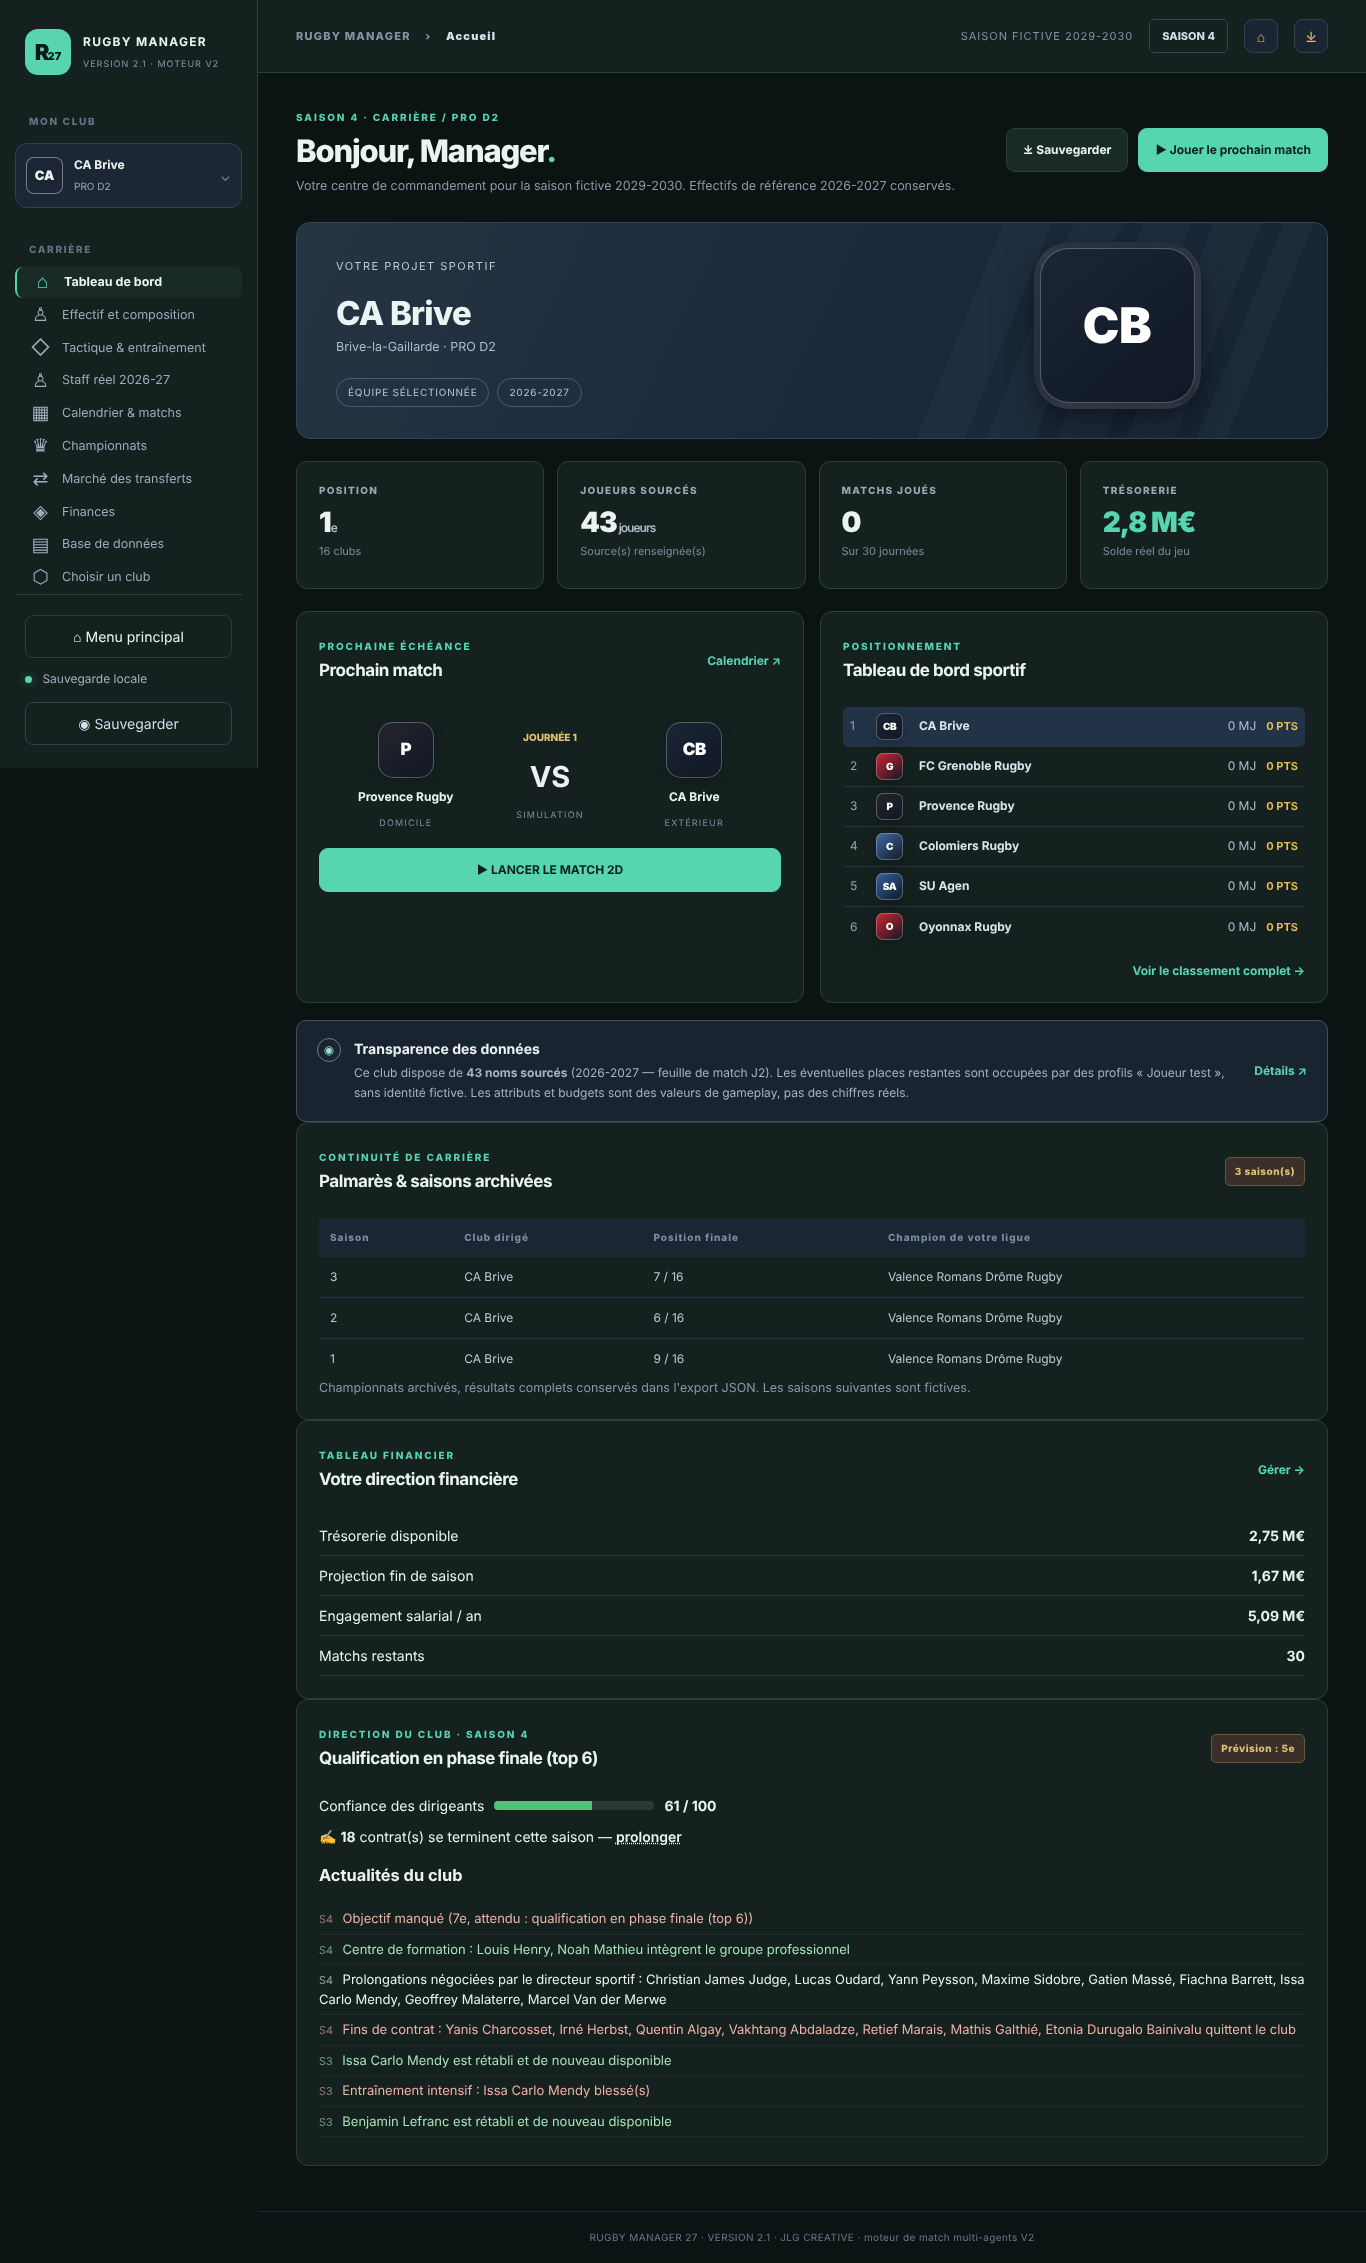 R27
RUGBY MANAGER
VERSION 2.1 · MOTEUR V2
MON CLUB
CA
CA Brive
PRO D2
CARRIÈRE
Tableau de bord
Effectif et composition
Tactique & entraînement
Staff réel 2026-27
Calendrier & matchs
Championnats
Marché des transferts
Finances
Base de données
Choisir un club
⌂ Menu principal
Sauvegarde locale
◉ Sauvegarder
RUGBY MANAGER › Accueil
SAISON FICTIVE 2029-2030
SAISON 4
SAISON 4 · CARRIÈRE / PRO D2
Bonjour, Manager.
Votre centre de commandement pour la saison fictive 2029-2030. Effectifs de référence 2026-2027 conservés.
Sauvegarder
▶ Jouer le prochain match
VOTRE PROJET SPORTIF
CA Brive
Brive-la-Gaillarde · PRO D2
ÉQUIPE SÉLECTIONNÉE
2026-2027
CB
POSITION
1e
16 clubs
JOUEURS SOURCÉS
43 joueurs
Source(s) renseignée(s)
MATCHS JOUÉS
0
Sur 30 journées
TRÉSORERIE
2,8 M€
Solde réel du jeu
PROCHAINE ÉCHÉANCE
Prochain match
Calendrier ↗
P
Provence Rugby
DOMICILE
JOURNÉE 1
VS
SIMULATION
CB
CA Brive
EXTÉRIEUR
▶ LANCER LE MATCH 2D
POSITIONNEMENT
Tableau de bord sportif
1 CB CA Brive 0 MJ 0 PTS
2 G FC Grenoble Rugby 0 MJ 0 PTS
3 P Provence Rugby 0 MJ 0 PTS
4 C Colomiers Rugby 0 MJ 0 PTS
5 SA SU Agen 0 MJ 0 PTS
6 O Oyonnax Rugby 0 MJ 0 PTS
Voir le classement complet →
Transparence des données
Ce club dispose de 43 noms sourcés (2026-2027 — feuille de match J2). Les éventuelles places restantes sont occupées par des profils « Joueur test »,
sans identité fictive. Les attributs et budgets sont des valeurs de gameplay, pas des chiffres réels.
Détails ↗
CONTINUITÉ DE CARRIÈRE
Palmarès & saisons archivées
3 saison(s)
Saison Club dirigé Position finale Champion de votre ligue
3 CA Brive 7 / 16 Valence Romans Drôme Rugby
2 CA Brive 6 / 16 Valence Romans Drôme Rugby
1 CA Brive 9 / 16 Valence Romans Drôme Rugby
Championnats archivés, résultats complets conservés dans l'export JSON. Les saisons suivantes sont fictives.
TABLEAU FINANCIER
Votre direction financière
Gérer →
Trésorerie disponible 2,75 M€
Projection fin de saison 1,67 M€
Engagement salarial / an 5,09 M€
Matchs restants 30
DIRECTION DU CLUB · SAISON 4
Qualification en phase finale (top 6)
Prévision : 5e
Confiance des dirigeants 61 / 100
✍ 18 contrat(s) se terminent cette saison — prolonger
Actualités du club
S4 Objectif manqué (7e, attendu : qualification en phase finale (top 6))
S4 Centre de formation : Louis Henry, Noah Mathieu intègrent le groupe professionnel
S4 Prolongations négociées par le directeur sportif : Christian James Judge, Lucas Oudard, Yann Peysson, Maxime Sidobre, Gatien Massé, Fiachna Barrett, Issa
Carlo Mendy, Geoffrey Malaterre, Marcel Van der Merwe
S4 Fins de contrat : Yanis Charcosset, Irné Herbst, Quentin Algay, Vakhtang Abdaladze, Retief Marais, Mathis Galthié, Etonia Durugalo Bainivalu quittent le club
S3 Issa Carlo Mendy est rétabli et de nouveau disponible
S3 Entraînement intensif : Issa Carlo Mendy blessé(s)
S3 Benjamin Lefranc est rétabli et de nouveau disponible
RUGBY MANAGER 27 · VERSION 2.1 · JLG CREATIVE · moteur de match multi-agents V2